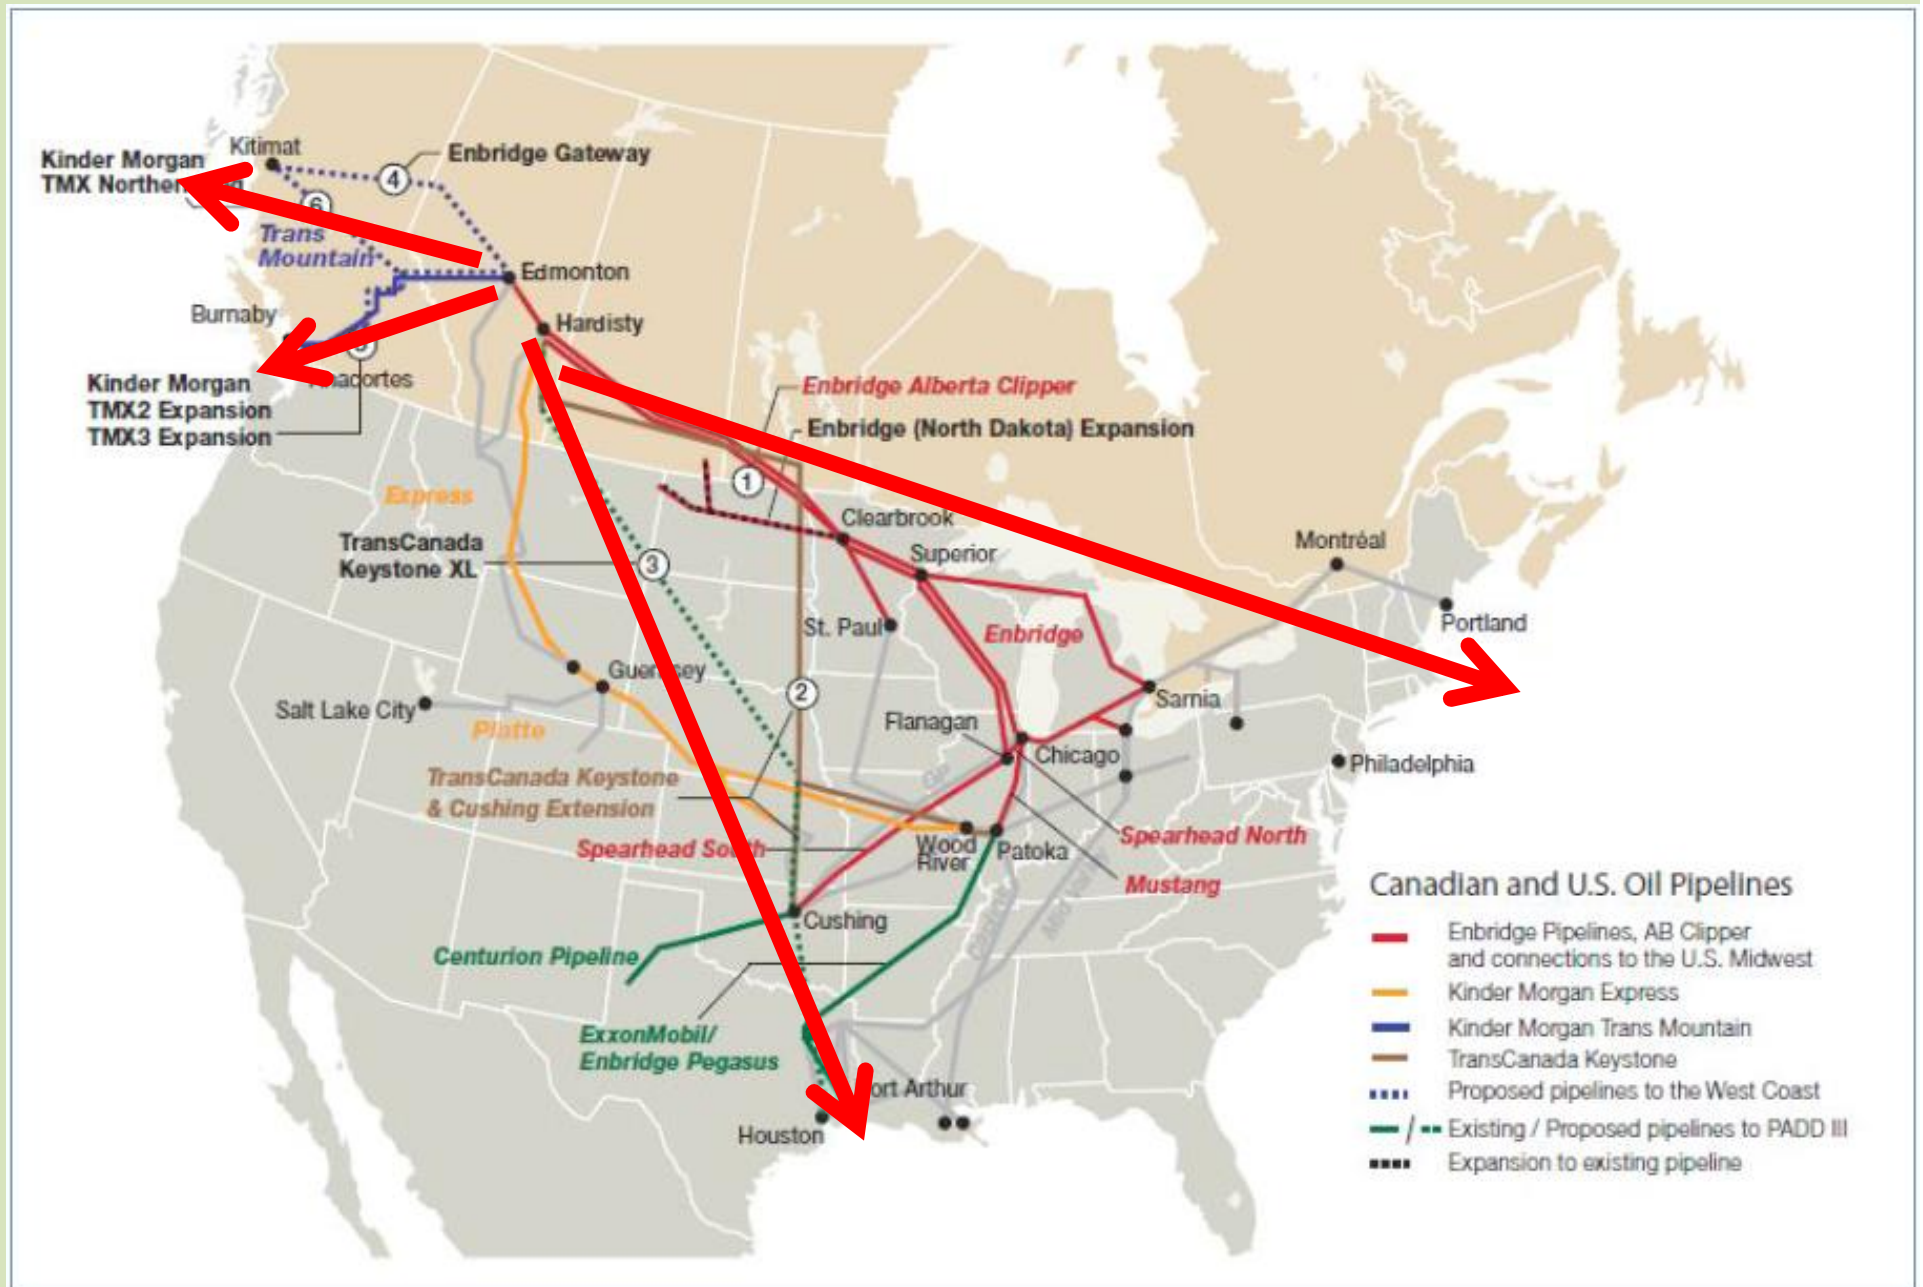 Kitimat
Kinder Morgan
TMX Northern
Enbridge Gateway
4
6
Trans
Mountain
Edmonton
Burnaby
Hardisty
Kinder Morgan
TMX2 Expansion
TMX3 Expansion
Enbridge Alberta Clipper
Enbridge (North Dakota) Expansion
1
Express
Clearbrook
TransCanada
Keystone XL
3
Superior
Montréal
Portland
St. Paul
Enbridge
Guernsey
2
Sarnia
Salt Lake City
Flanagan
Platte
Chicago
Philadelphia
TransCanada Keystone
& Cushing Extension
Spearhead South
Wood
River
Patoka
Spearhead North
Mustang
Cushing
Centurion Pipeline
ExxonMobil/
Enbridge Pegasus
ort Arthur
Houston
Canadian and U.S. Oil Pipelines
Enbridge Pipelines, AB Clipper
and connections to the U.S. Midwest
Kinder Morgan Express
Kinder Morgan Trans Mountain
TransCanada Keystone
Proposed pipelines to the West Coast
/ Existing / Proposed pipelines to PADD III
Expansion to existing pipeline